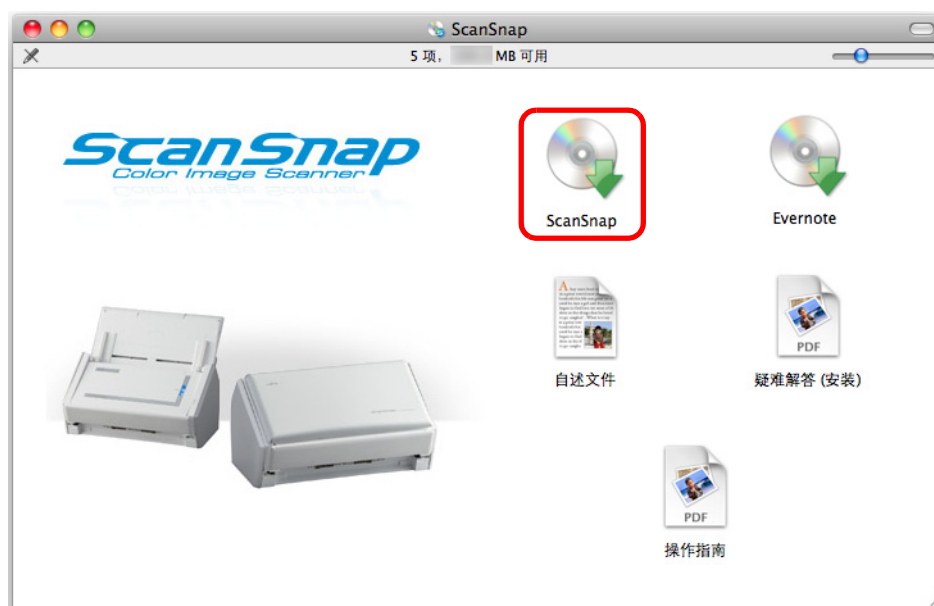 ScanSnap
5 项， MB 可用
ScanSnap
Color Image Scanner
ScanSnap
Evernote
自述文件
PDF
疑难解答 (安装)
PDF
操作指南